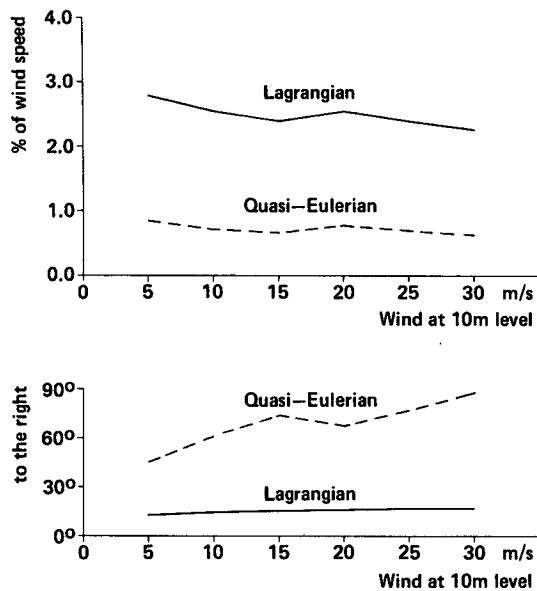 % of wind speed
4.0
3.0
2.0
1.0
0.0
Lagrangian
Quasi—Eulerian
0 5 10 15 20 25 30 m/s
Wind at 10m level
to the right
90°
60°
30°
0°
Quasi—Eulerian
Lagrangian
0 5 10 15 20 25 30 m/s
Wind at 10m level